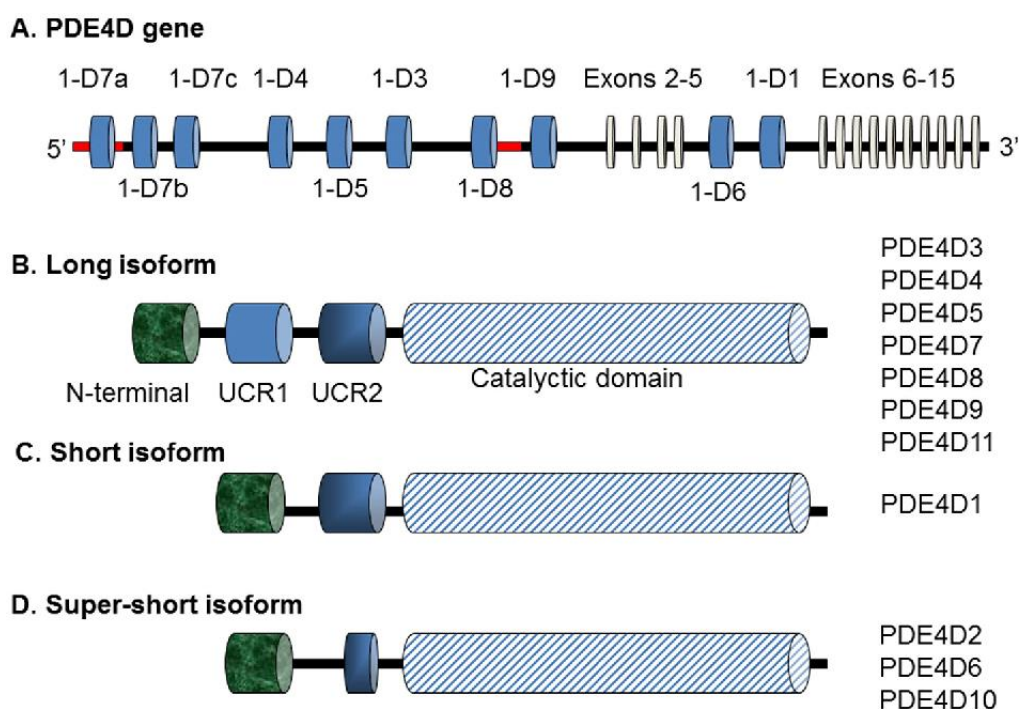 A. PDE4D gene
1-D7a 1-D7c 1-D4 1-D3 1-D9 Exons 2-5 1-D1 Exons 6-15
5’ 3’
1-D7b 1-D5 1-D8 1-D6
B. Long isoform
N-terminal UCR1 UCR2 Catalyctic domain
PDE4D3
PDE4D4
PDE4D5
PDE4D7
PDE4D8
PDE4D9
PDE4D11
C. Short isoform
PDE4D1
D. Super-short isoform
PDE4D2
PDE4D6
PDE4D10